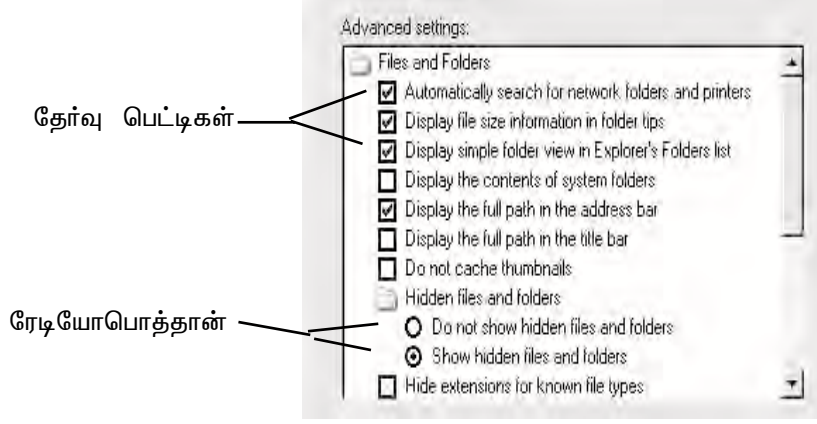 Advanced settings:
Files and Folders
Automatically search for network folders and printers
தேர்வு பெட்டிகள்
Display file size information in folder tips
Display simple folder view in Explorer's Folders list
Display the contents of system folders
Display the full path in the address bar
Display the full path in the title bar
Do not cache thumbnails
Hidden files and folders
ரேடியோபொத்தான்
Do not show hidden files and folders
Show hidden files and folders
Hide extensions for known file types